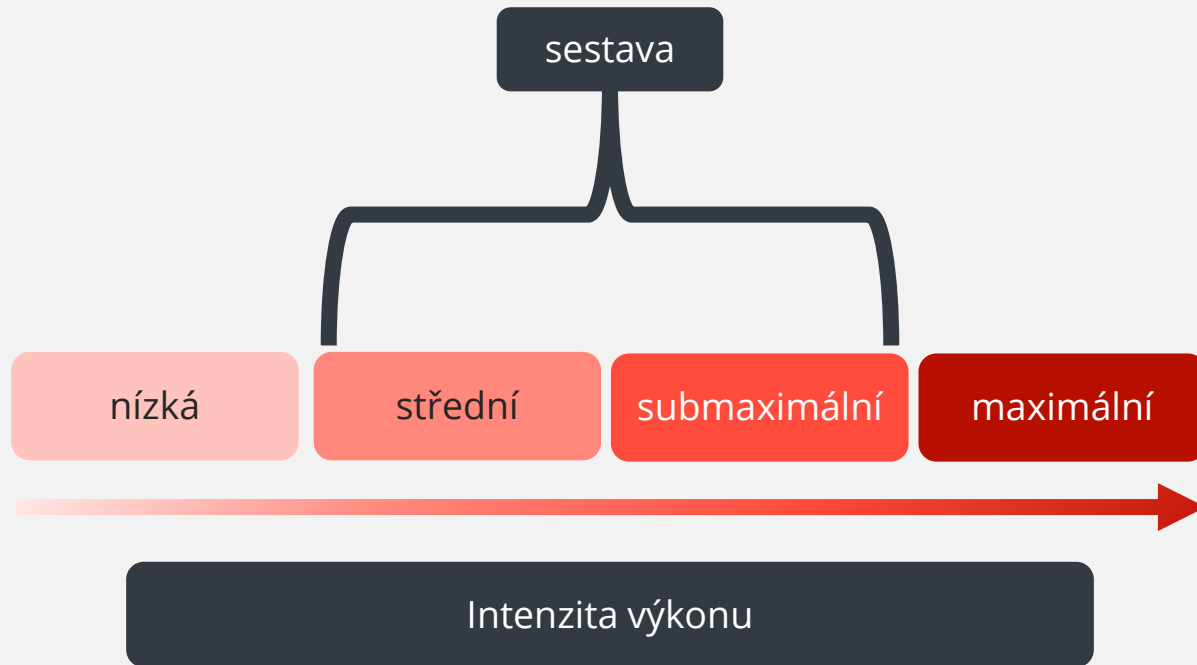 sestava
nízká
střední
submaximální
maximální
Intenzita výkonu